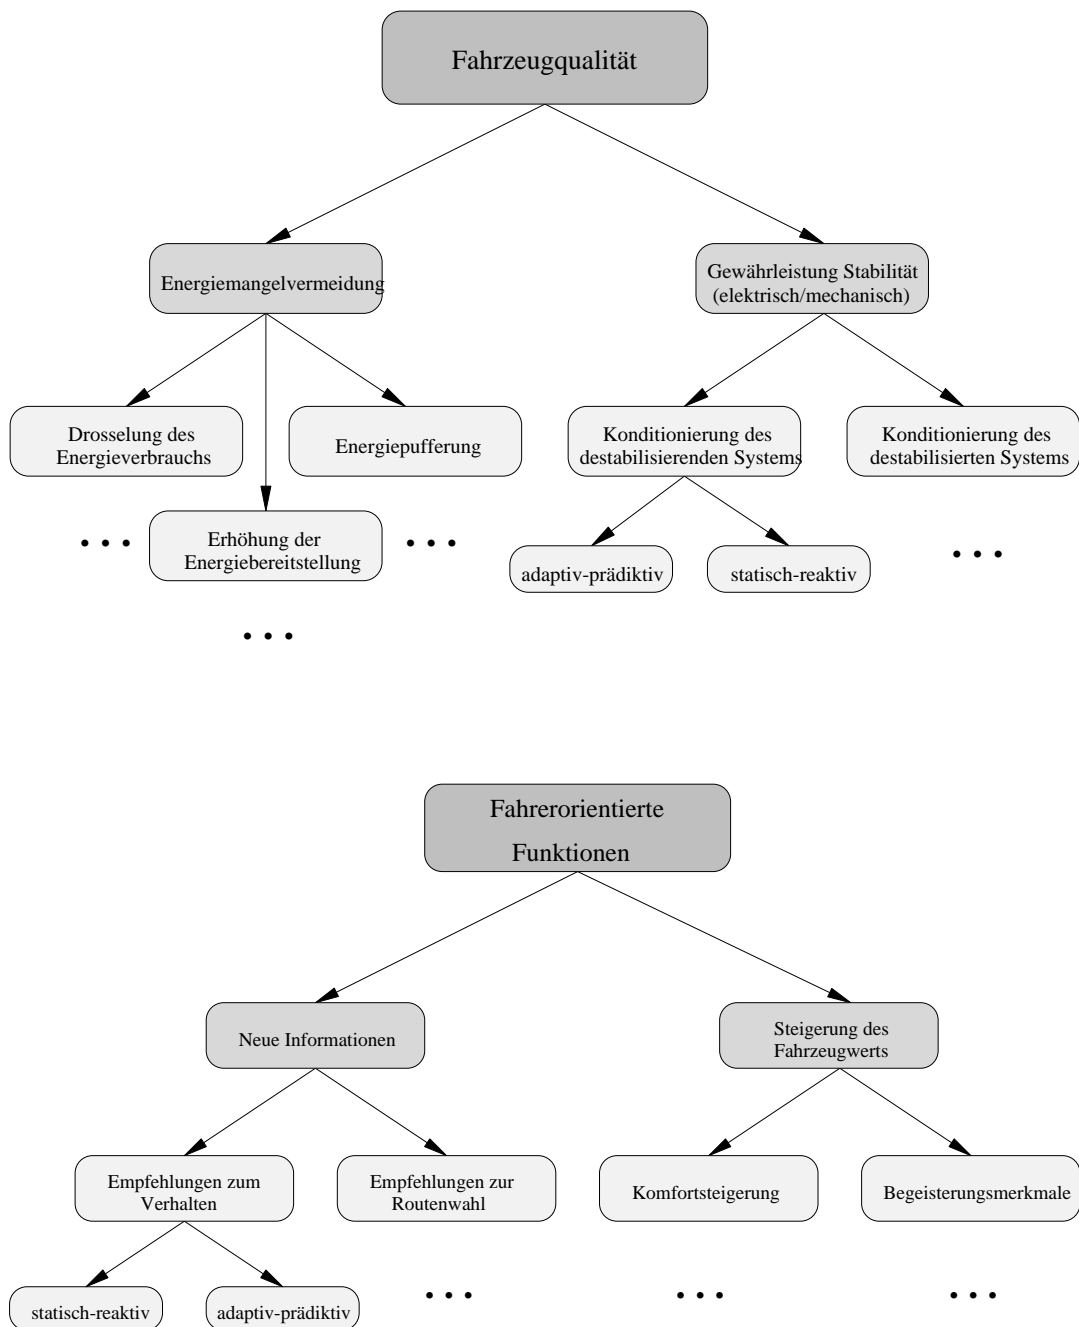 Fahrzeugqualität
Energiemangelvermeidung
Gewährleistung Stabilität
(elektrisch/mechanisch)
Drosselung des
Energieverbrauchs
Energiepufferung
Konditionierung des
destabilisierenden Systems
Konditionierung des
destabilisierten Systems
• • •
Erhöhung der
Energiebereitstellung
• • •
adaptiv-prädiktiv
statisch-reaktiv
• • •
• • •
Fahrerorientierte
Funktionen
Neue Informationen
Steigerung des
Fahrzeugwerts
Empfehlungen zum
Verhalten
Empfehlungen zur
Routenwahl
Komfortsteigerung
Begeisterungsmerkmale
statisch-reaktiv
adaptiv-prädiktiv
• • •
• • •
• • •